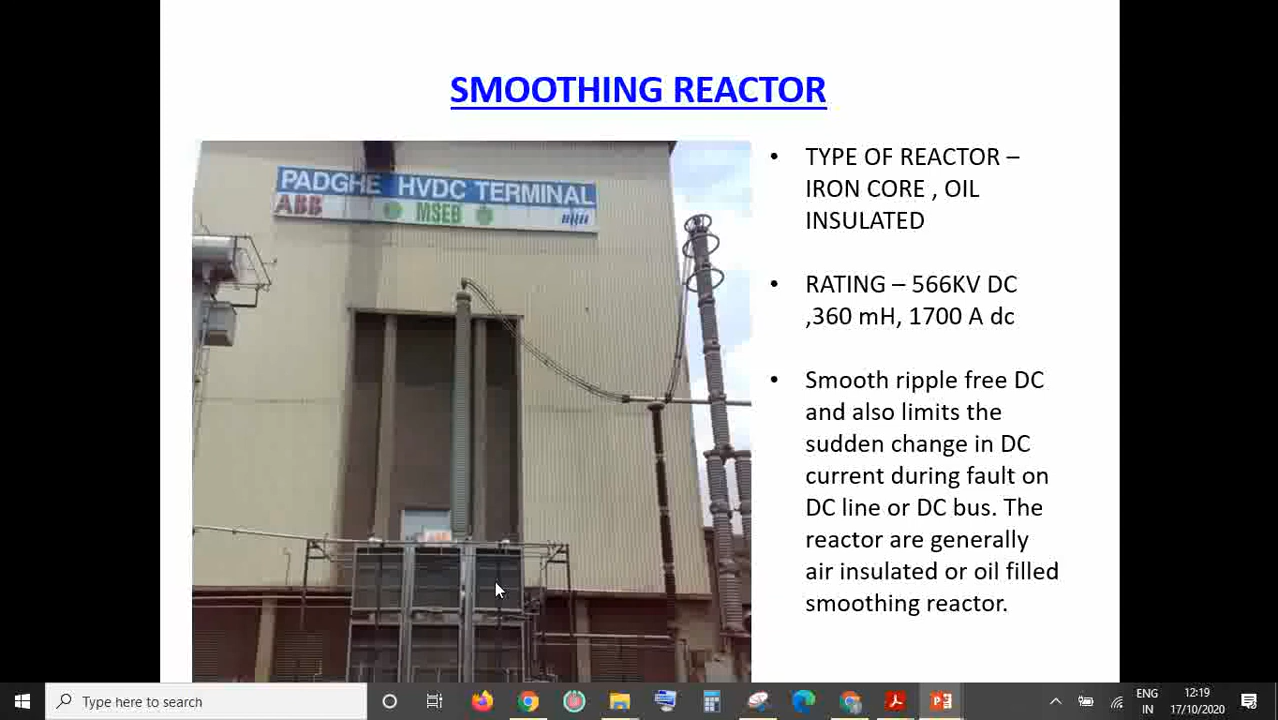 SMOOTHING REACTOR
PADGHE HVDC TERMINAL
ABB MSEB
• TYPE OF REACTOR –
IRON CORE , OIL
INSULATED
• RATING – 566KV DC
,360 mH, 1700 A dc
• Smooth ripple free DC
and also limits the
sudden change in DC
current during fault on
DC line or DC bus. The
reactor are generally
air insulated or oil filled
smoothing reactor.
Type here to search
ENG
IN
12:19
17/10/2020